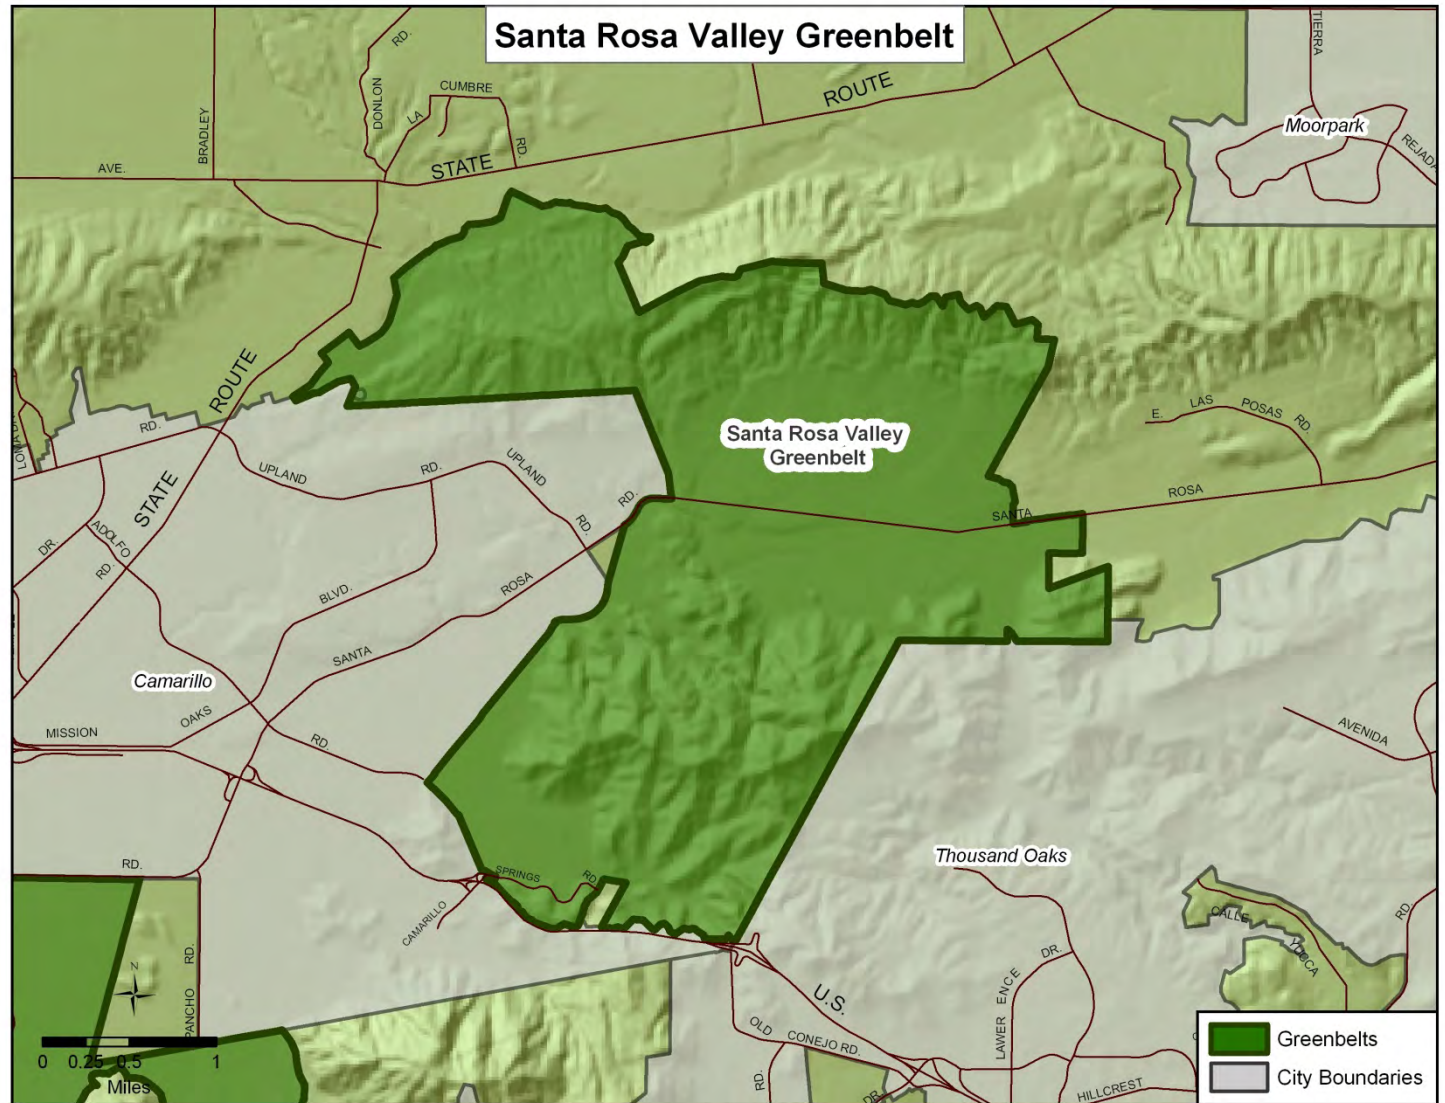 Santa Rosa Valley Greenbelt
TIERRA
RD.
DONLON
CUMBRE
LA
RD.
BRADLEY
AVE.
STATE
ROUTE
Moorpark
REJADA
STATE
ROUTE
RD.
UPLAND
RD.
UPLAND
RD.
RD.
Santa Rosa Valley
Greenbelt
E.
LAS
POSAS
RD.
SANTA
ROSA
DR.
ADOLFO
RD.
BLVD.
ROSA
SANTA
Camarillo
OAKS
MISSION
RD.
AVENIDA
Thousand Oaks
RD.
SPRINGS
RD.
CAMARILLO
CALLE
YUCCA
RD.
N
PANCHO
RD.
U.S.
OLD
CONEJO RD.
LAWER
ENCE
DR.
RD.
DR.
HILLCREST
0 0.25 0.5 1
Miles
Greenbelts
City Boundaries